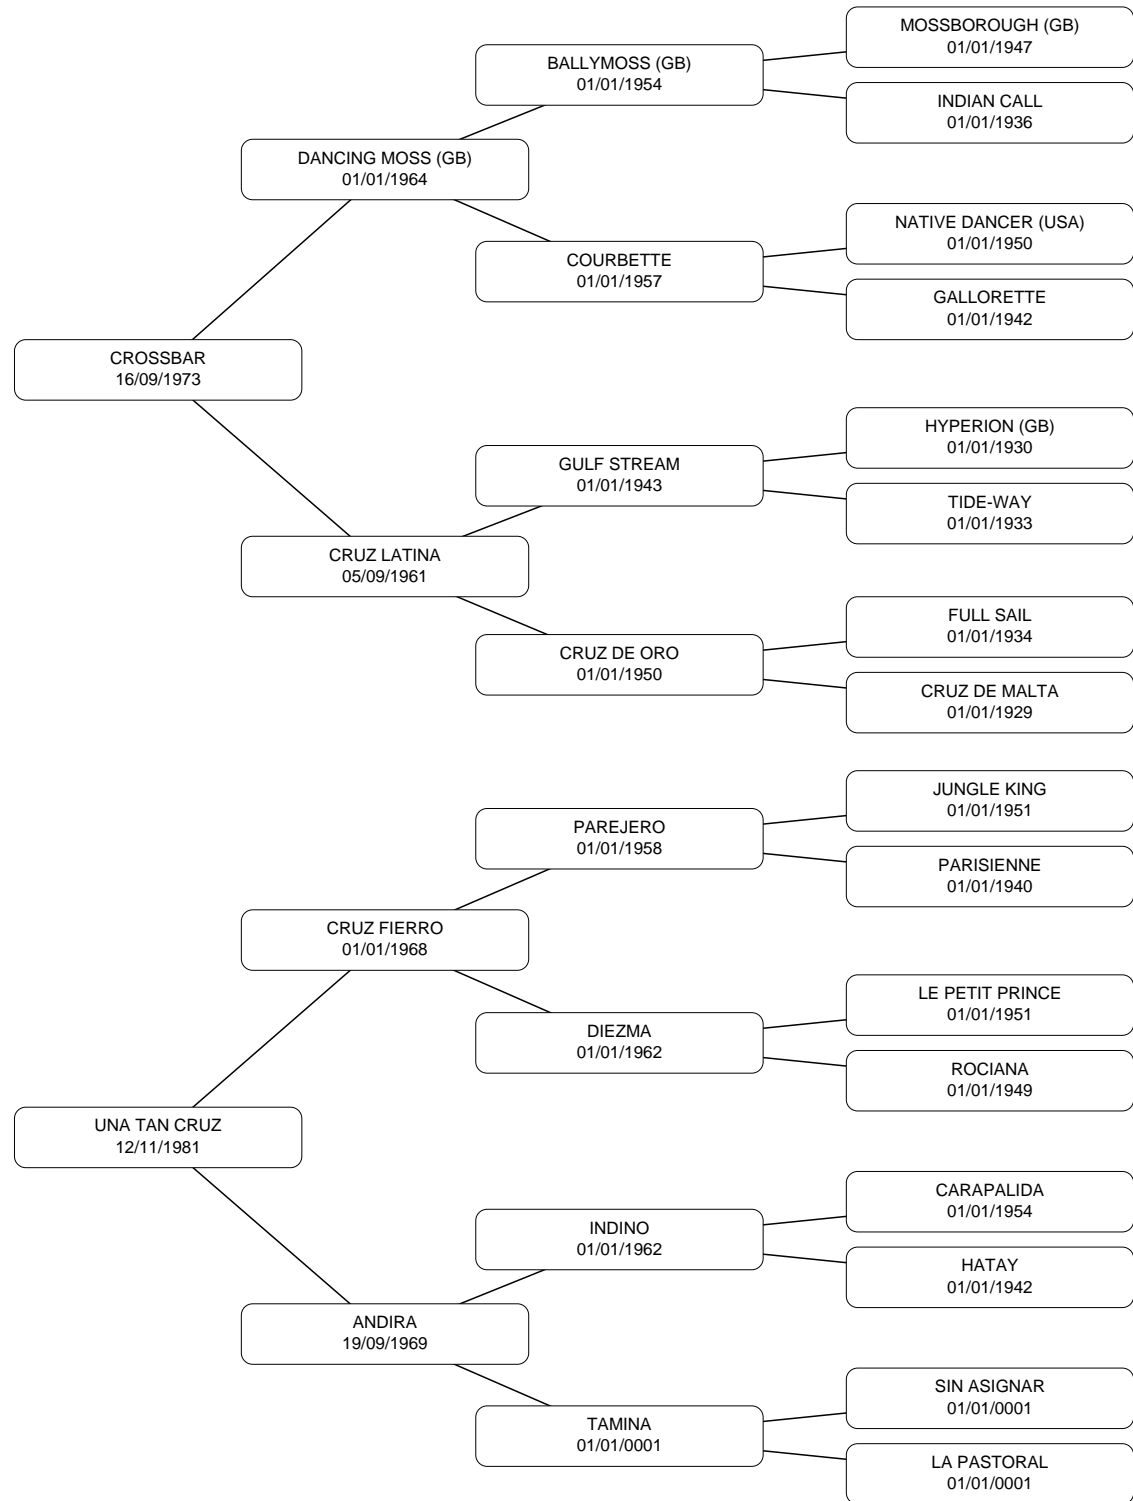 MOSSBOROUGH (GB)
01/01/1947
BALLYMOSS (GB)
01/01/1954
INDIAN CALL
01/01/1936
DANCING MOSS (GB)
01/01/1964
NATIVE DANCER (USA)
01/01/1950
COURBETTE
01/01/1957
GALLORETTE
01/01/1942
CROSSBAR
16/09/1973
HYPERION (GB)
01/01/1930
GULF STREAM
01/01/1943
TIDE-WAY
01/01/1933
CRUZ LATINA
05/09/1961
FULL SAIL
01/01/1934
CRUZ DE ORO
01/01/1950
CRUZ DE MALTA
01/01/1929
JUNGLE KING
01/01/1951
PAREJERO
01/01/1958
PARISIENNE
01/01/1940
CRUZ FIERRO
01/01/1968
LE PETIT PRINCE
01/01/1951
DIEZMA
01/01/1962
ROCIANA
01/01/1949
UNA TAN CRUZ
12/11/1981
CARAPALIDA
01/01/1954
INDINO
01/01/1962
HATAY
01/01/1942
ANDIRA
19/09/1969
SIN ASIGNAR
01/01/0001
TAMINA
01/01/0001
LA PASTORAL
01/01/0001